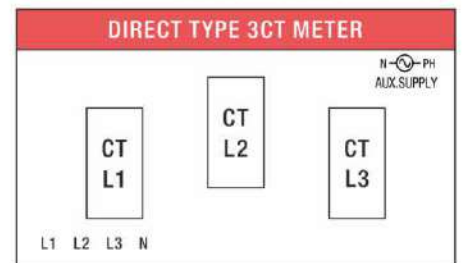 DIRECT TYPE 3CT METER
N PH
AUX.SUPPLY
CT
L1
CT
L2
CT
L3
L1 L2 L3 N